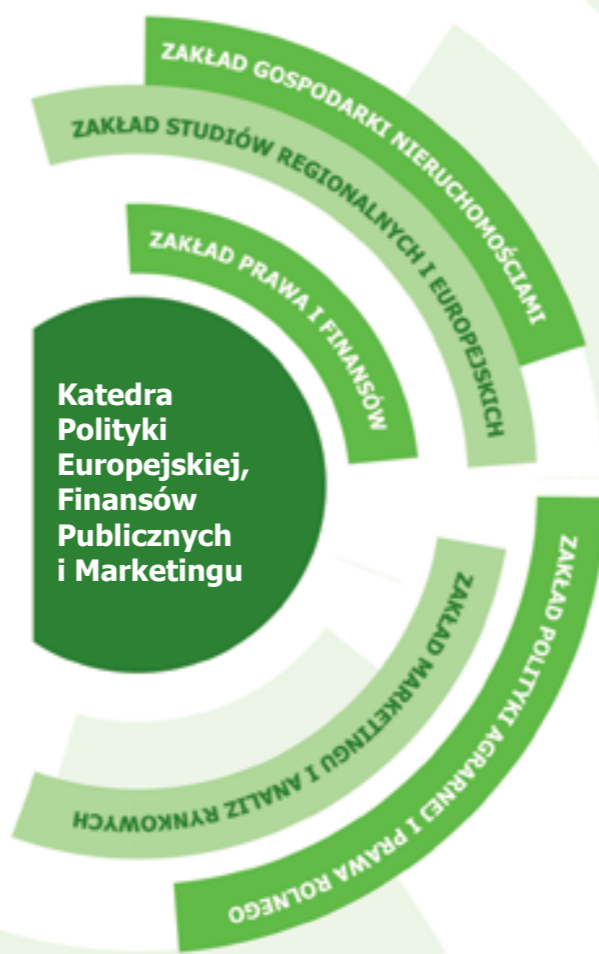 ZAKŁAD GOSPODARKI NIERUCHOMOŚCIAMI
ZAKŁAD STUDIÓW REGIONALNYCH I EUROPEJSKICH
ZAKŁAD PRAWA I FINANSÓW
Katedra
Polityki
Europejskiej,
Finansów
Publicznych
i Marketingu
ZAKŁAD MARKETINGU I ANALIZ RYNKOWYCH
ZAKŁAD POLITYKI AGRARNEJ I PRAWA ROLNEGO